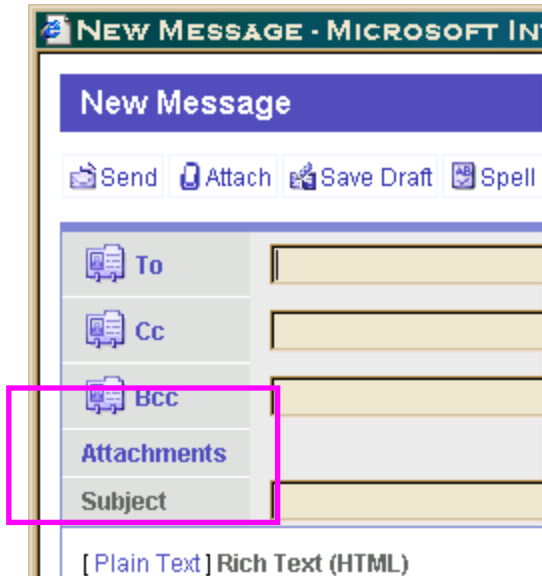 NEW MESSAGE - MICROSOFT IN
New Message
Send Attach Save Draft Spell
To
Cc
Bcc
Attachments
Subject
[ Plain Text ] Rich Text (HTML)